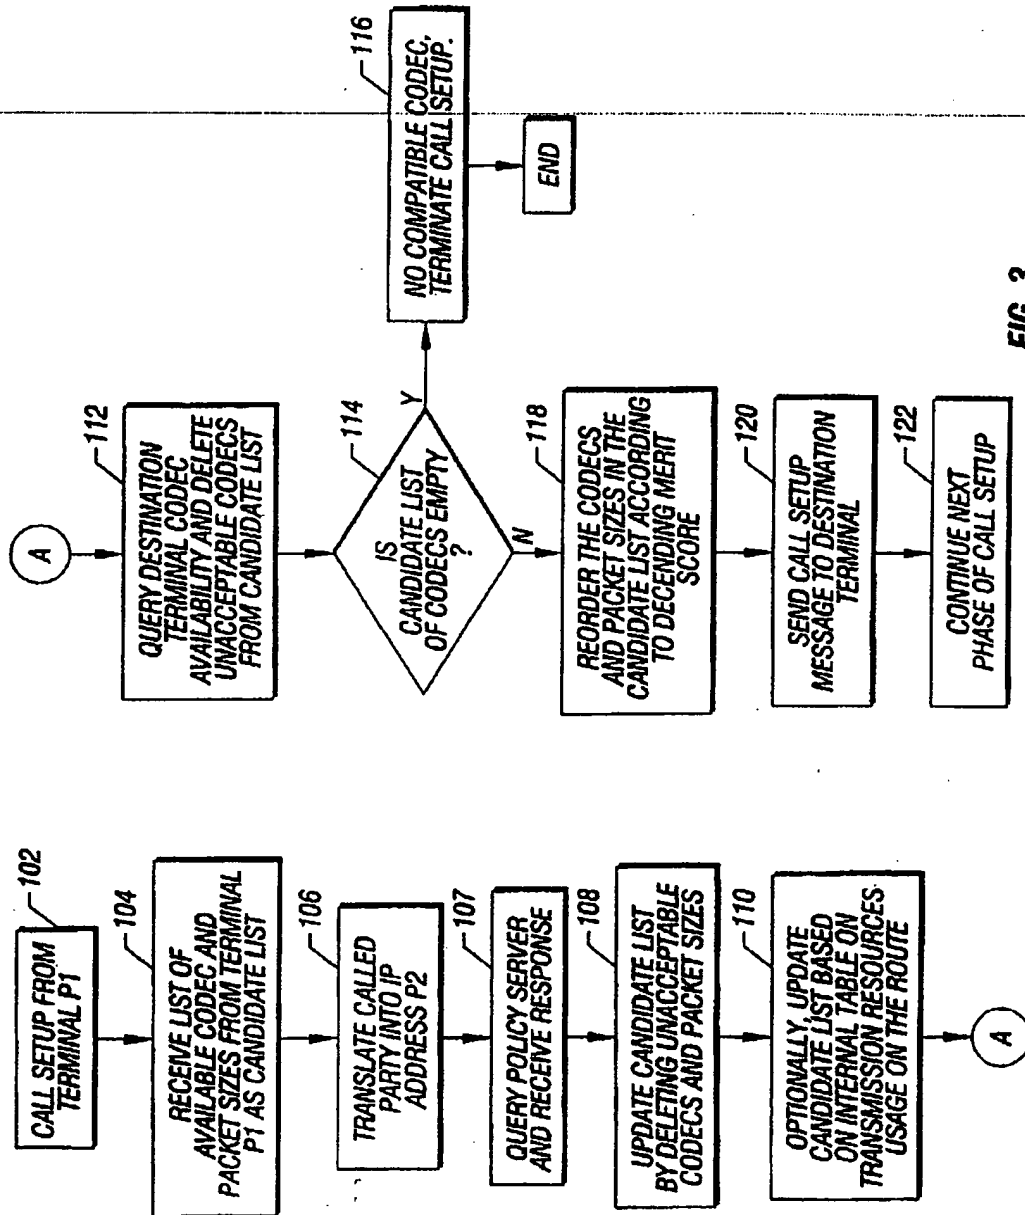 102
CALL SETUP FROM
TERMINAL P1
104
RECEIVE LIST OF
AVAILABLE CODEC AND
PACKET SIZES FROM TERMINAL
P1 AS CANDIDATE LIST
106
TRANSLATE CALLED
PARTY INTO IP
ADDRESS P2
107
QUERY POLICY SERVER
AND RECEIVE RESPONSE
108
UPDATE CANDIDATE LIST
BY DELETING UNACCEPTABLE
CODECS AND PACKET SIZES
110
OPTIONALLY, UPDATE
CANDIDATE LIST BASED
ON INTERNAL TABLE ON
TRANSMISSION RESOURCES
USAGE ON THE ROUTE
A
A
112
QUERY DESTINATION
TERMINAL CODEC
AVAILABILITY AND DELETE
UNACCEPTABLE CODECS
FROM CANDIDATE LIST
114
IS
CANDIDATE LIST
OF CODECS EMPTY
?
Y
N
116
NO COMPATIBLE CODEC,
TERMINATE CALL SETUP.
END
118
REORDER THE CODECS
AND PACKET SIZES IN THE
CANDIDATE LIST ACCORDING
TO DECENDING MERIT
SCORE
120
SEND CALL SETUP
MESSAGE TO DESTINATION
TERMINAL
122
CONTINUE NEXT
PHASE OF CALL SETUP
FIG.